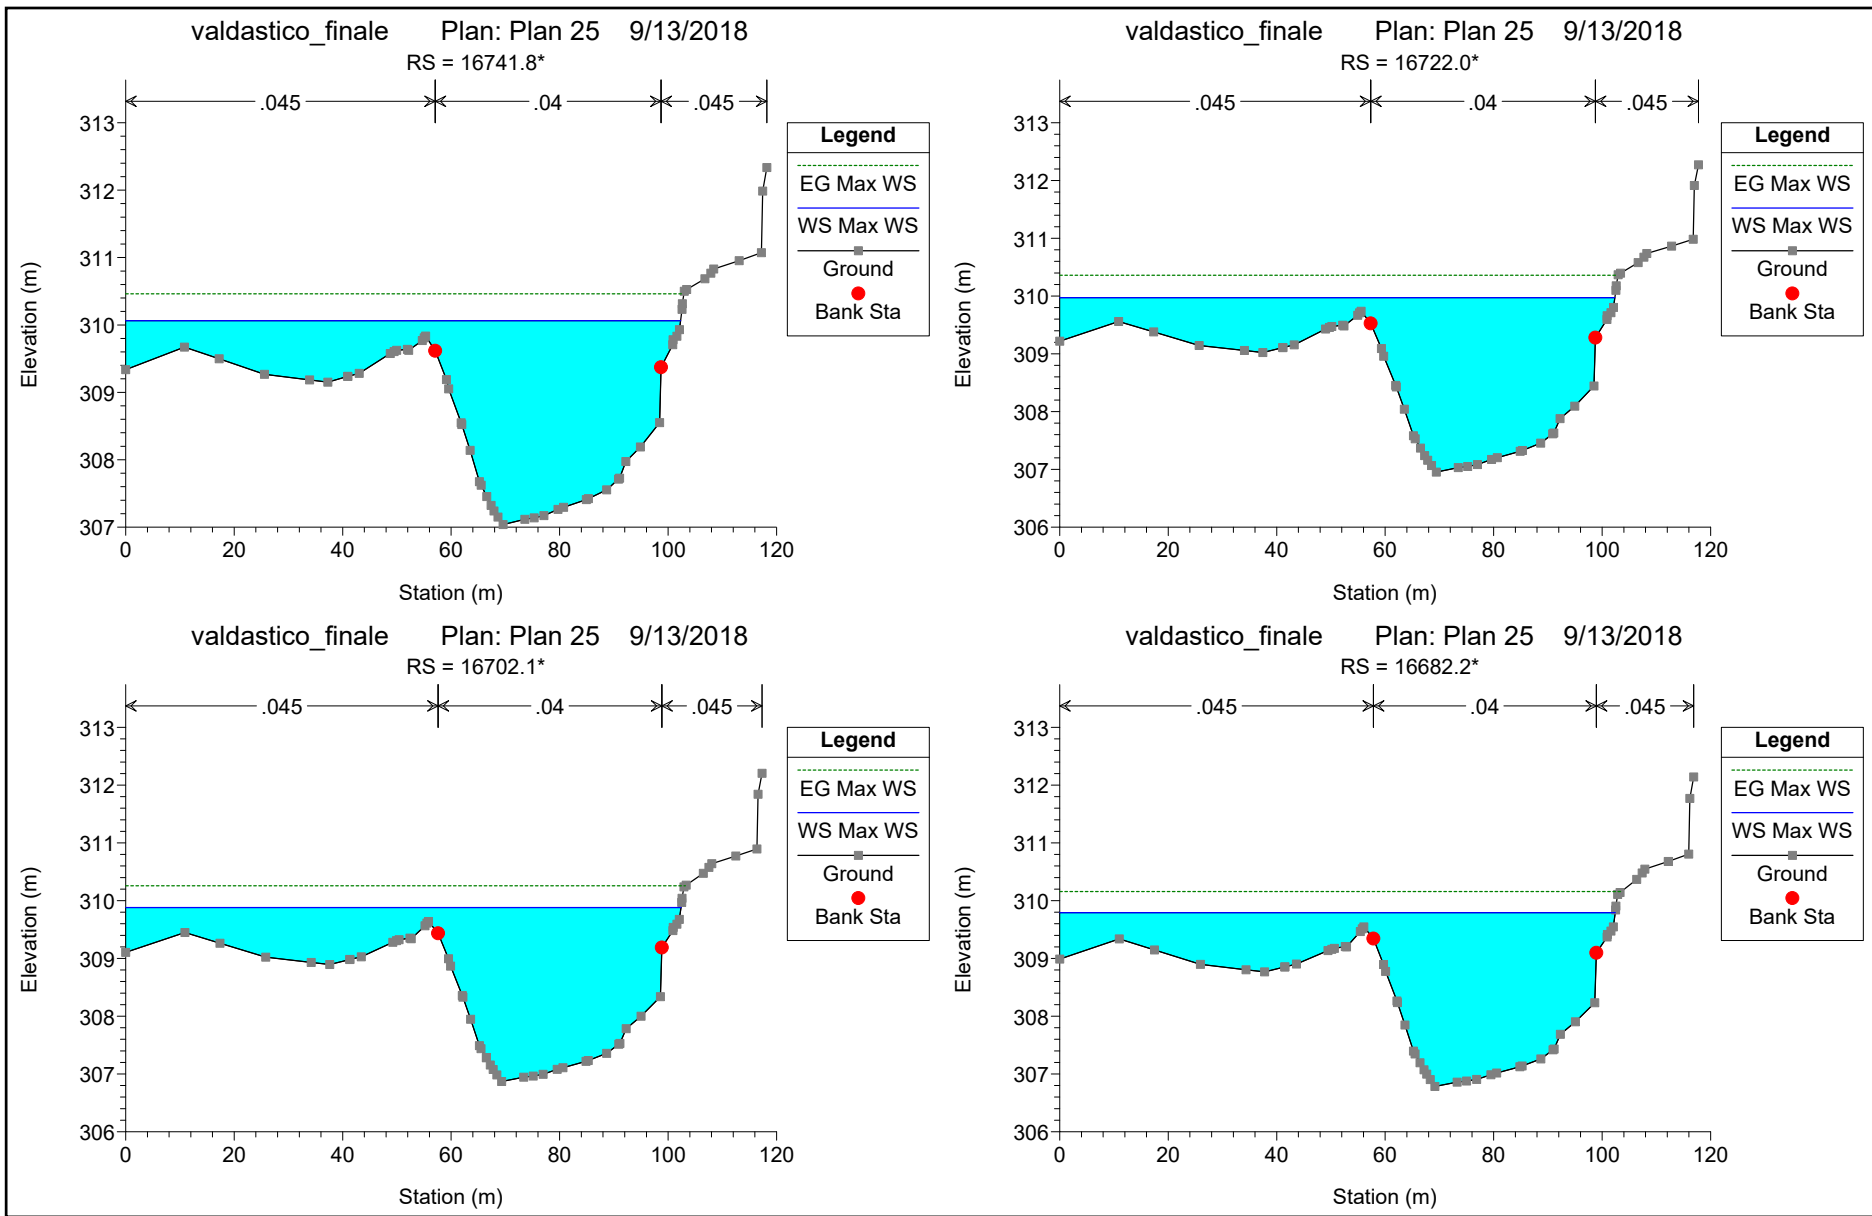 valdastico_finale Plan: Plan 25 9/13/2018
RS = 16741.8*
.045 .04 .045
313
312
311
310
309
308
307
0 20 40 60 80 100 120
Station (m)
Elevation (m)
Legend
EG Max WS
WS Max WS
Ground
Bank Sta
valdastico_finale Plan: Plan 25 9/13/2018
RS = 16722.0*
.045 .04 .045
313
312
311
310
309
308
307
306
0 20 40 60 80 100 120
Station (m)
Elevation (m)
Legend
EG Max WS
WS Max WS
Ground
Bank Sta
valdastico_finale Plan: Plan 25 9/13/2018
RS = 16702.1*
.045 .04 .045
313
312
311
310
309
308
307
306
0 20 40 60 80 100 120
Station (m)
Elevation (m)
Legend
EG Max WS
WS Max WS
Ground
Bank Sta
valdastico_finale Plan: Plan 25 9/13/2018
RS = 16682.2*
.045 .04 .045
313
312
311
310
309
308
307
306
0 20 40 60 80 100 120
Station (m)
Elevation (m)
Legend
EG Max WS
WS Max WS
Ground
Bank Sta